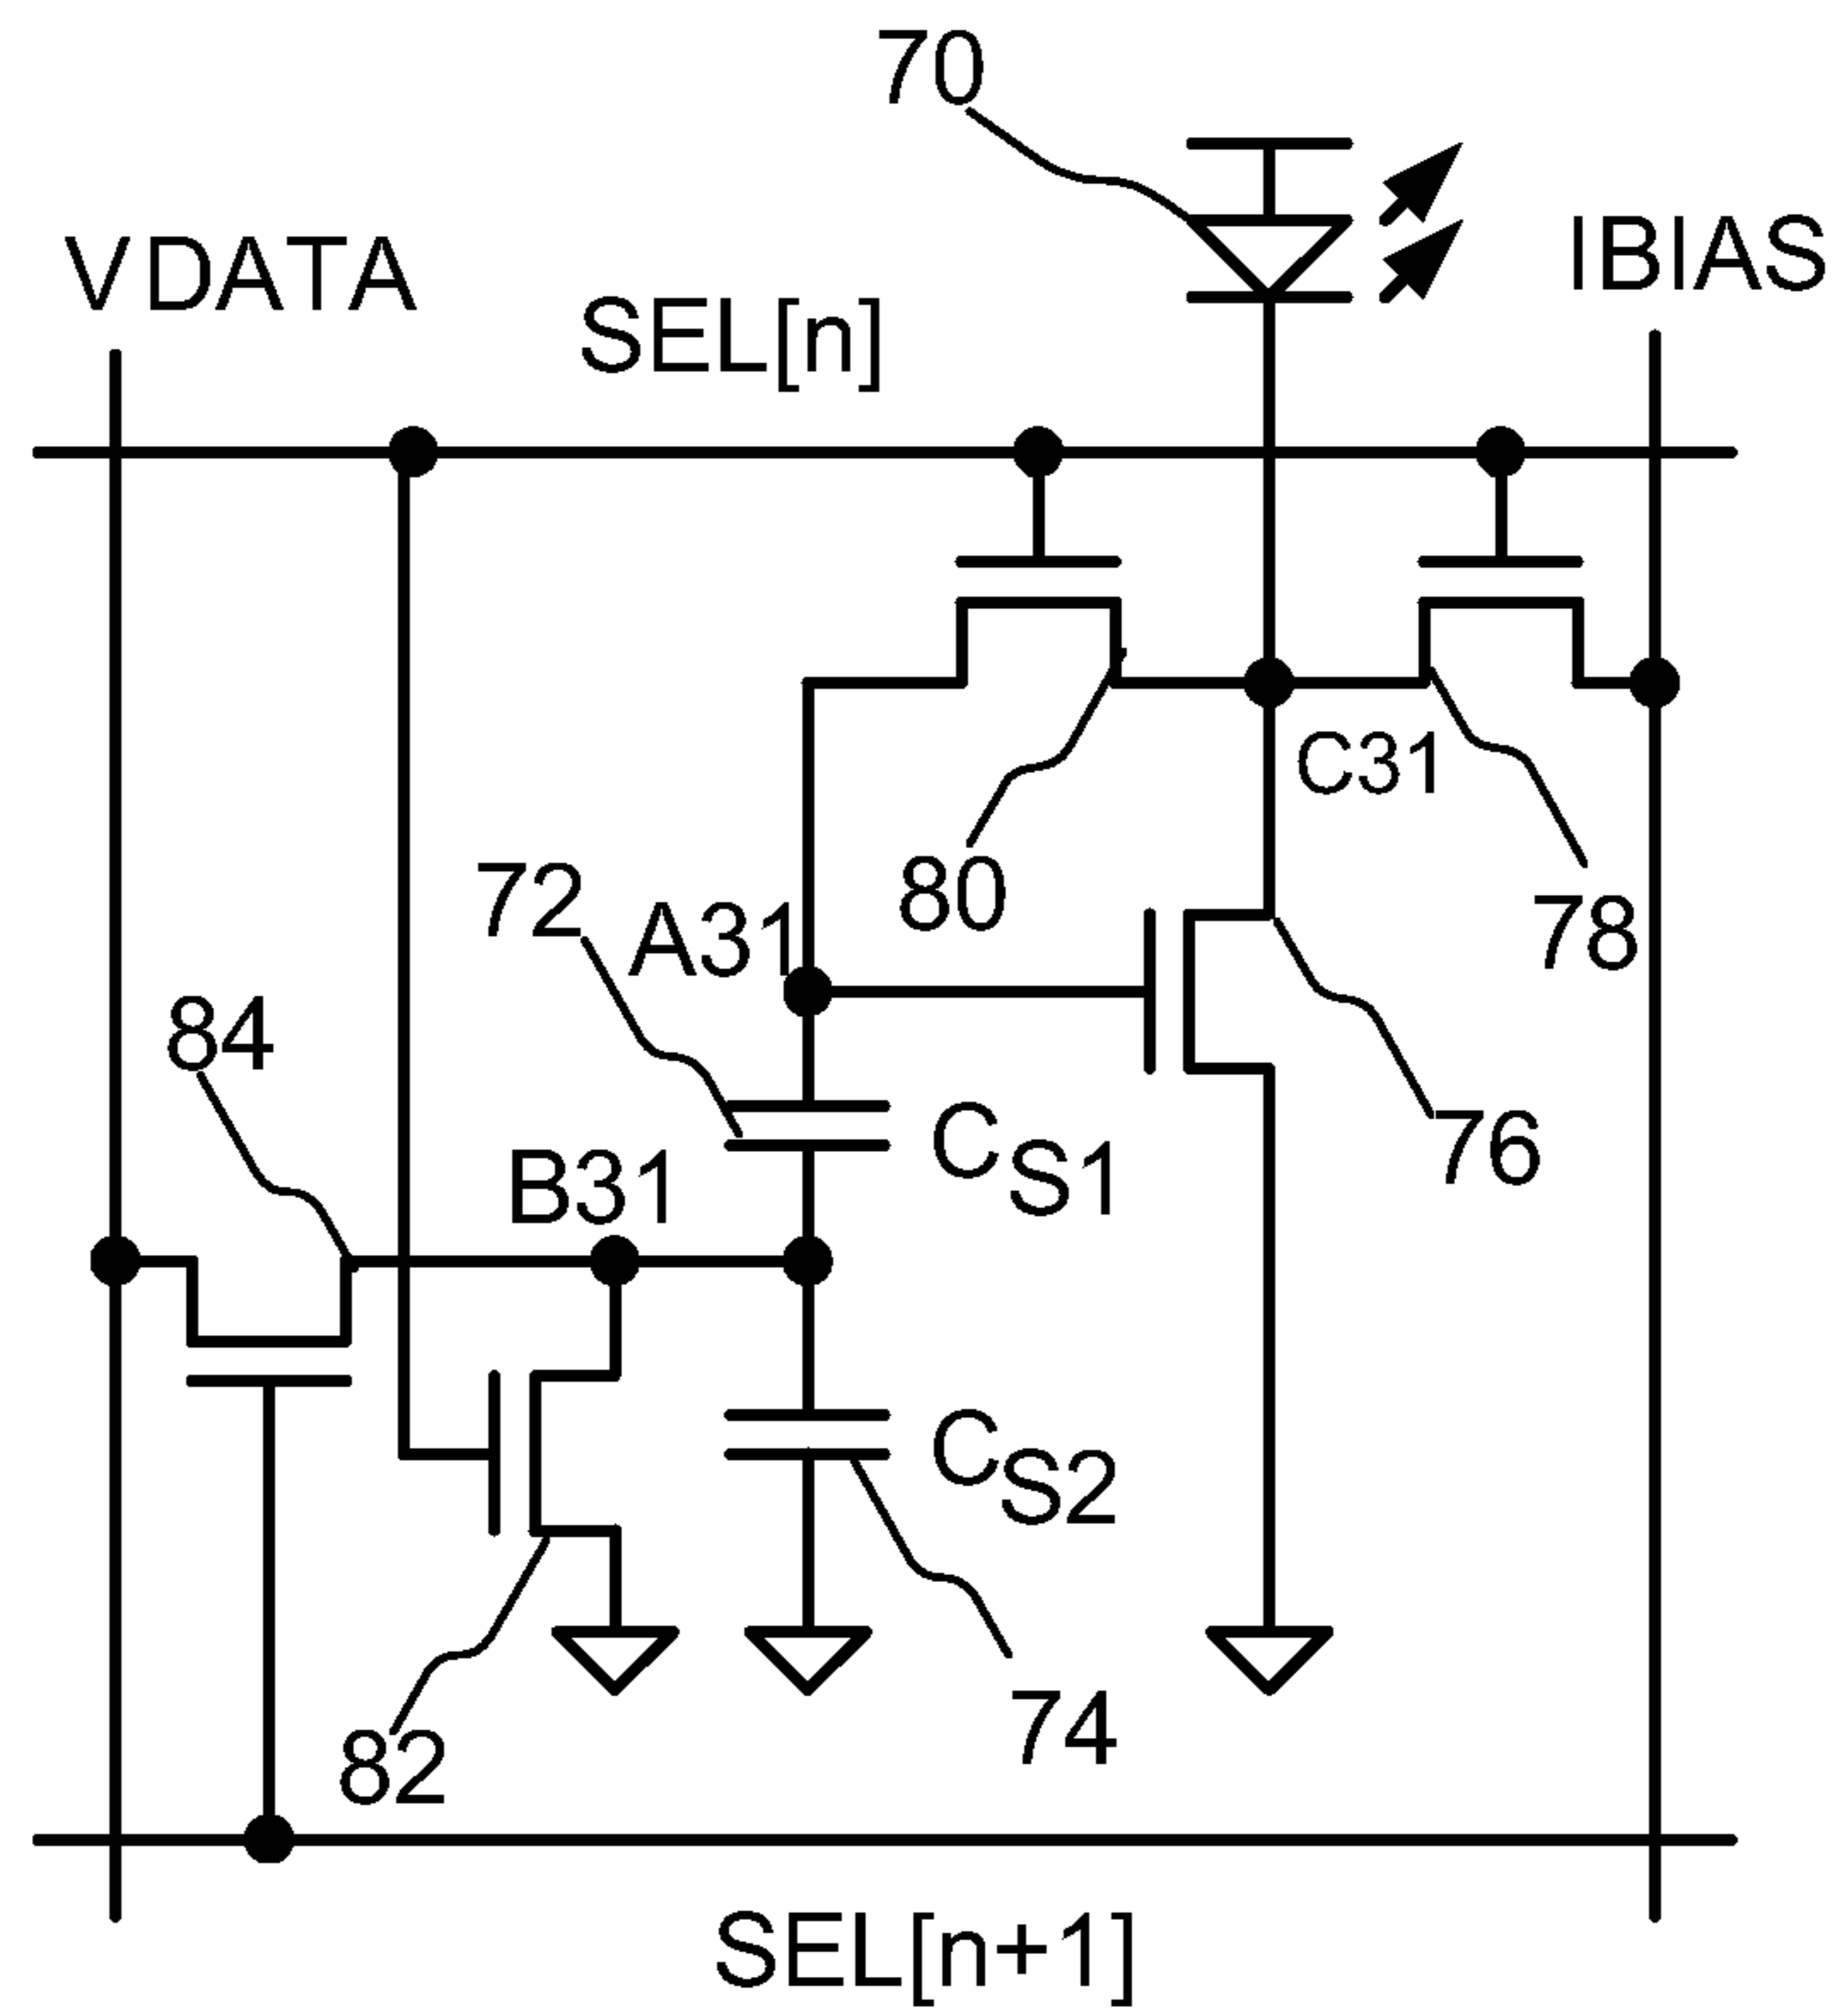 70
VDATA
IBIAS
SEL[n]
C31
72
A31
80
78
84
CS1
76
B31
CS2
74
82
SEL[n+1]